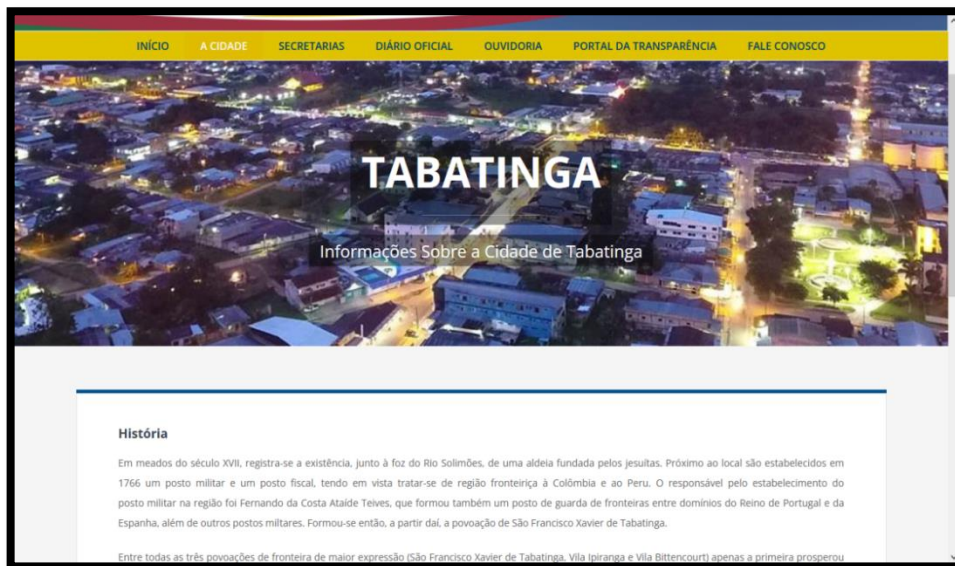 INÍCIO A CIDADE SECRETARIAS DIÁRIO OFICIAL OUVIDORIA PORTAL DA TRANSPARÊNCIA FALE CONOSCO
TABATINGA
Informações Sobre a Cidade de Tabatinga
História
Em meados do século XVII, registra-se a existência, junto à foz do Rio Solimões, de uma aldeia fundada pelos jesuítas. Próximo ao local são estabelecidos em
1766 um posto militar e um posto fiscal, tendo em vista tratar-se de região fronteiriça à Colômbia e ao Peru. O responsável pelo estabelecimento do
posto militar na região foi Fernando da Costa Ataíde Teives, que formou também um posto de guarda de fronteiras entre domínios do Reino de Portugal e da
Espanha, além de outros postos miltares. Formou-se então, a partir daí, a povoação de São Francisco Xavier de Tabatinga.
Entre todas as três povoações de fronteira de maior expressão (São Francisco Xavier de Tabatinga, Vila Ipiranga e Vila Bittencourt) apenas a primeira prosperou